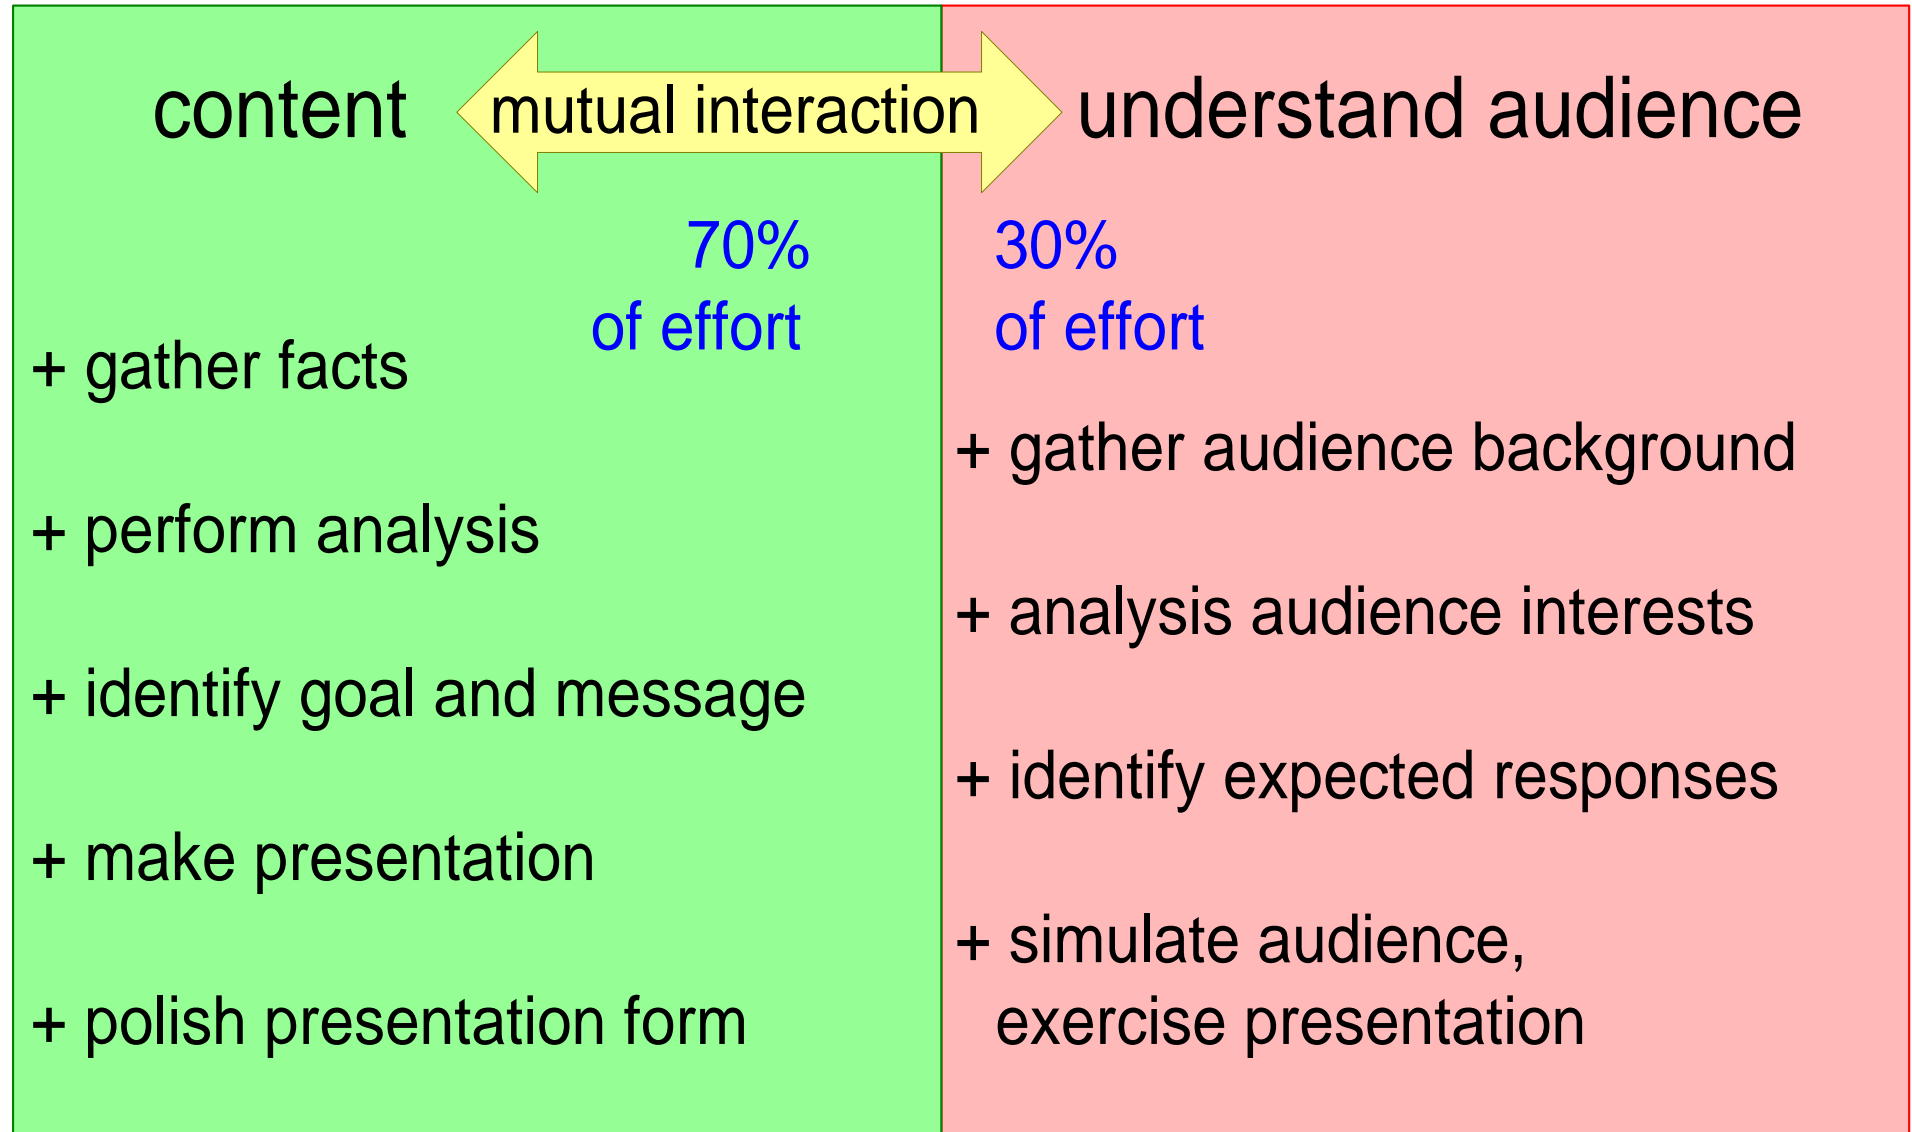 content
mutual interaction
understand audience
70%
of effort
+ gather facts
+ perform analysis
+ identify goal and message
+ make presentation
+ polish presentation form
30%
of effort
+ gather audience background
+ analysis audience interests
+ identify expected responses
+ simulate audience,
exercise presentation